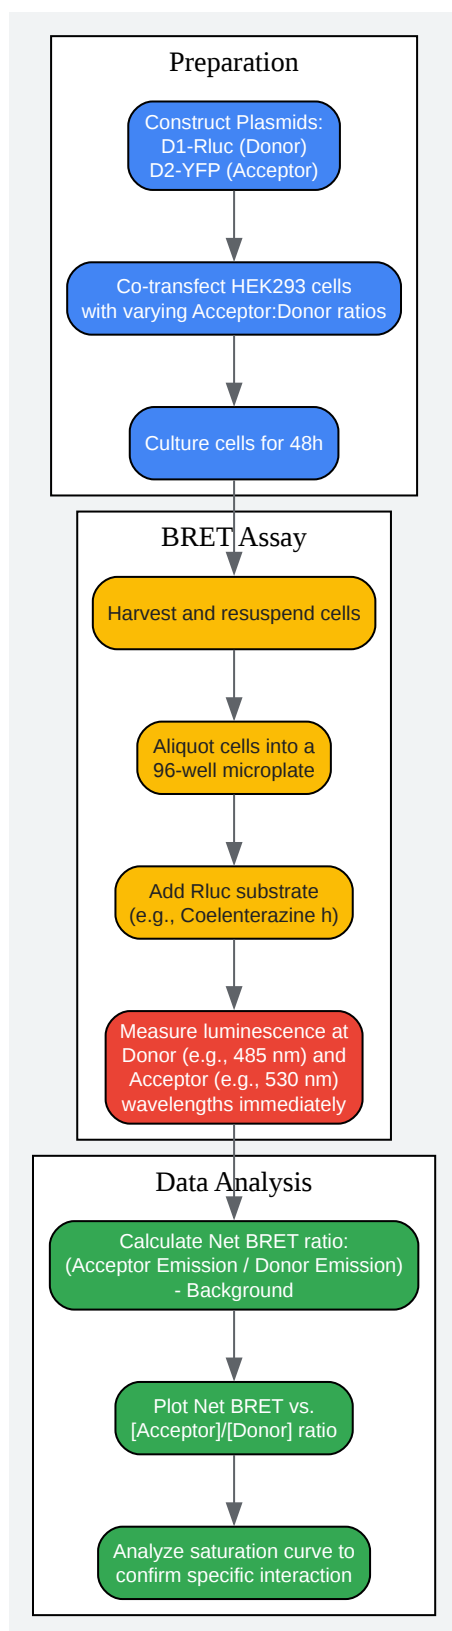 Preparation
Construct Plasmids:
D1-Rluc (Donor)
D2-YFP (Acceptor)
Co-transfect HEK293 cells
with varying Acceptor:Donor ratios
Culture cells for 48h
BRET Assay
Harvest and resuspend cells
Aliquot cells into a
96-well microplate
Add Rluc substrate
(e.g., Coelenterazine h)
Measure luminescence at
Donor (e.g., 485 nm) and
Acceptor (e.g., 530 nm)
wavelengths immediately
Data Analysis
Calculate Net BRET ratio:
(Acceptor Emission / Donor Emission)
- Background
Plot Net BRET vs.
[Acceptor]/[Donor] ratio
Analyze saturation curve to
confirm specific interaction